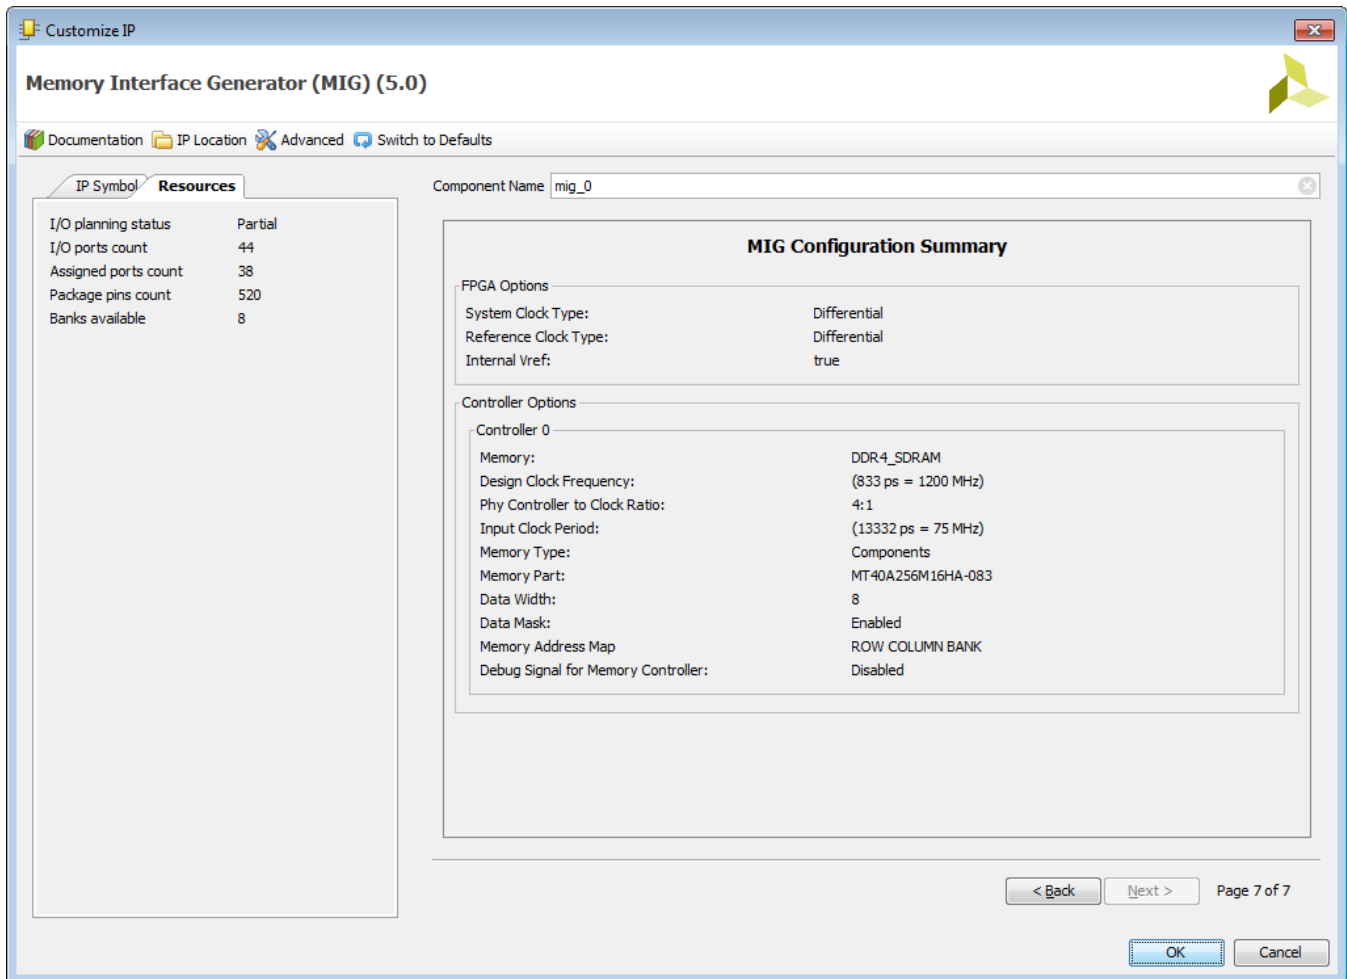 Customize IP
Memory Interface Generator (MIG) (5.0)
Documentation IP Location Advanced Switch to Defaults
IP Symbol Resources
I/O planning status Partial
I/O ports count 44
Assigned ports count 38
Package pins count 520
Banks available 8
Component Name mig_0
MIG Configuration Summary
FPGA Options
System Clock Type: Differential
Reference Clock Type: Differential
Internal Vref: true
Controller Options
Controller 0
Memory: DDR4_SDRAM
Design Clock Frequency: (833 ps = 1200 MHz)
Phy Controller to Clock Ratio: 4:1
Input Clock Period: (13332 ps = 75 MHz)
Memory Type: Components
Memory Part: MT40A256M16HA-083
Data Width: 8
Data Mask: Enabled
Memory Address Map ROW COLUMN BANK
Debug Signal for Memory Controller: Disabled
< Back Next > Page 7 of 7
OK Cancel